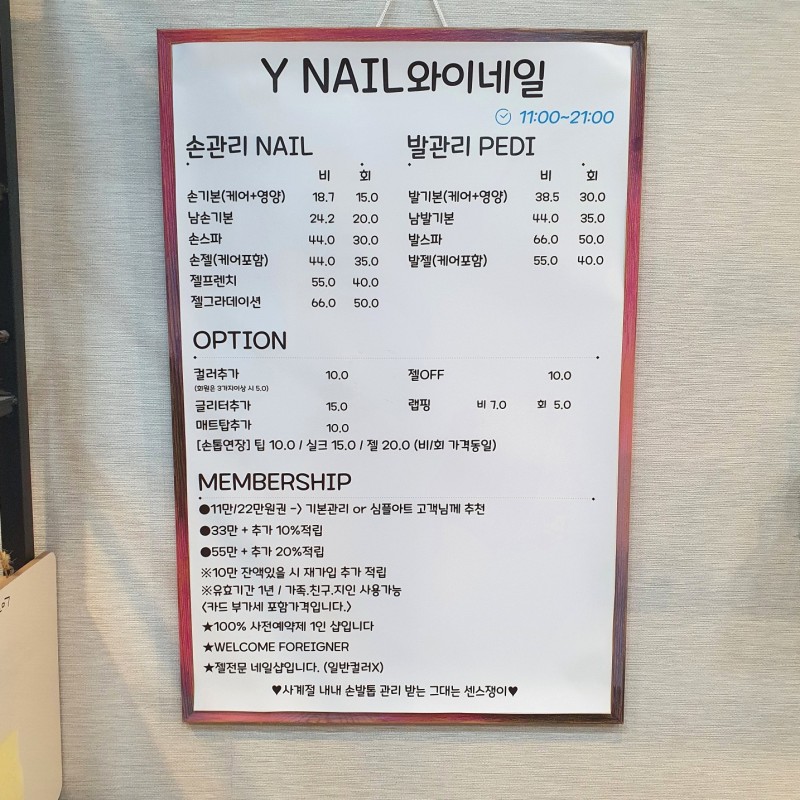 Y NAIL와이네일
11:00~21:00
손관리 NAIL
비 회
손기본(케어+영양) 18.7 15.0
남손기본 24.2 20.0
손스파 44.0 30.0
손젤(케어포함) 44.0 35.0
젤프렌치 55.0 40.0
젤그라데이션 66.0 50.0
발관리 PEDI
비 회
발기본(케어+영양) 38.5 30.0
남발기본 44.0 35.0
발스파 66.0 50.0
발젤(케어포함) 55.0 40.0
OPTION
컬러추가 10.0
(회원은 3가지이상 시 5.0)
글리터추가 15.0
매트탑추가 10.0
젤OFF 10.0
랩핑 비 7.0 회 5.0
[손톱연장] 팁 10.0 / 실크 15.0 / 젤 20.0 (비/회 가격동일)
MEMBERSHIP
●11만/22만원권 -> 기본관리 or 심플아트 고객님께 추천
●33만 + 추가 10%적립
●55만 + 추가 20%적립
※10만 잔액있을 시 재가입 추가 적립
※유효기간 1년 / 가족.친구.지인 사용가능
<카드 부가세 포함가격입니다.>
★100% 사전예약제 1인 샵입니다
★WELCOME FOREIGNER
★젤전문 네일샵입니다. (일반컬러X)
♥사계절 내내 손발톱 관리 받는 그대는 센스쟁이♥